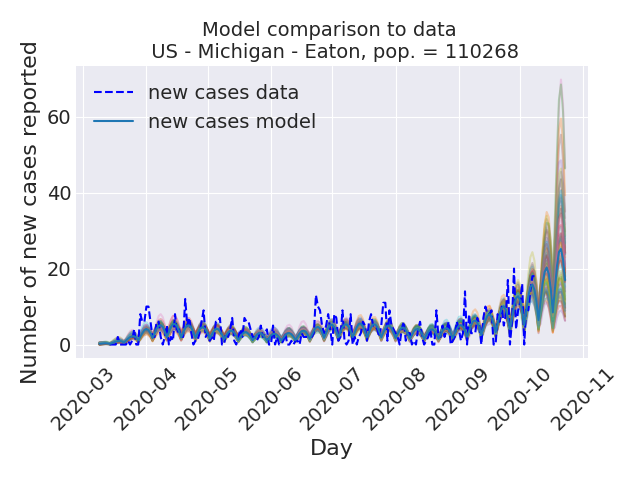 Model comparison to data
US - Michigan - Eaton, pop. = 110268
Number of new cases reported
60
40
20
0
new cases data
new cases model
2020-03
2020-04
2020-05
2020-06
2020-07
2020-08
2020-09
2020-10
2020-11
Day